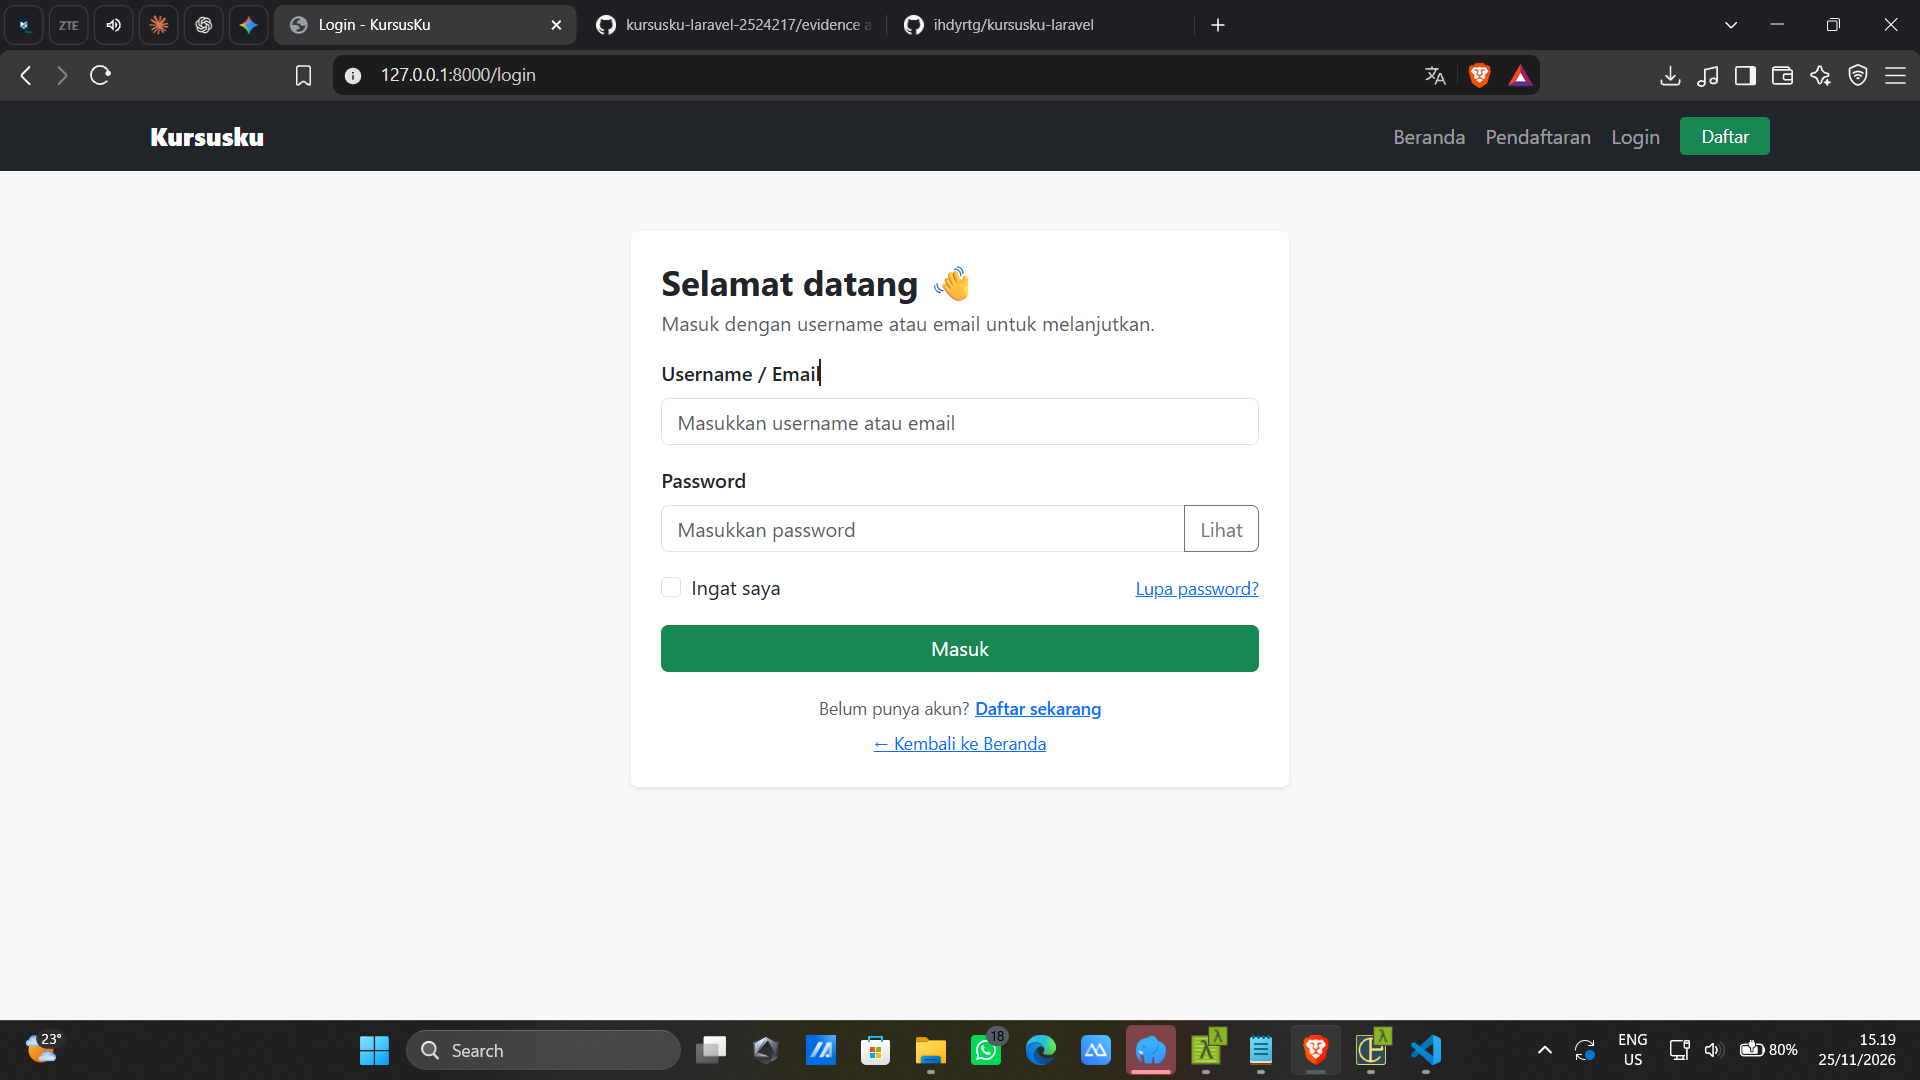 ZTE
Login - KursusKu
kursusku-laravel-2524217/evidence a
ihdyrtg/kursusku-laravel
127.0.0.1:8000/login
Kursusku
Beranda
Pendaftaran
Login
Daftar
Selamat datang 👋
Masuk dengan username atau email untuk melanjutkan.
Username / Email
Masukkan username atau email
Password
Masukkan password
Lihat
Ingat saya
Lupa password?
Masuk
Belum punya akun? Daftar sekarang
← Kembali ke Beranda
23°
Search
18
ENG
US
80%
15.19
25/11/2026